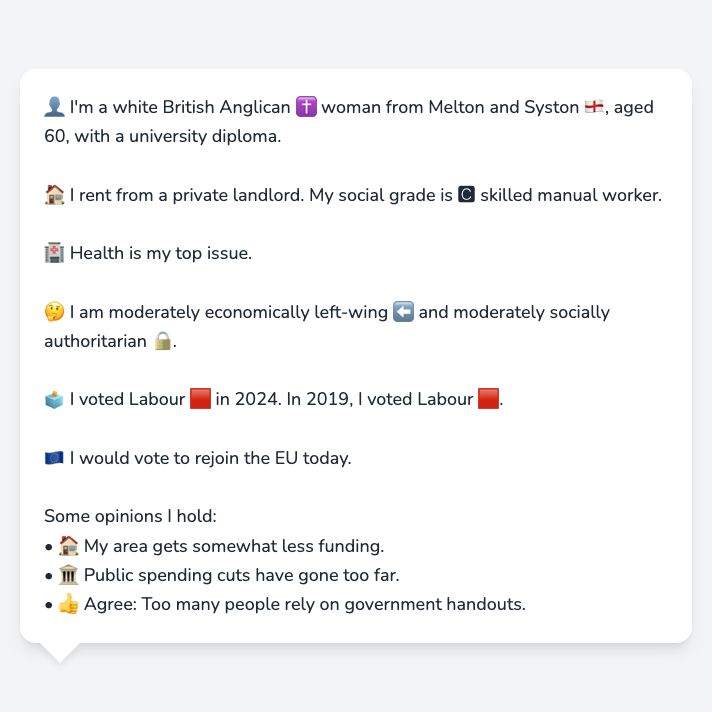 👤 I'm a white British Anglican ✝️ woman from Melton and Syston 🏴󠁧󠁢󠁥󠁮󠁧󠁿, aged
60, with a university diploma.
🏠 I rent from a private landlord. My social grade is 🅲 skilled manual worker.
🏥 Health is my top issue.
🤔 I am moderately economically left-wing ⬅️ and moderately socially
authoritarian 🔒.
🗳️ I voted Labour 🟥 in 2024. In 2019, I voted Labour 🟥.
🇪🇺 I would vote to rejoin the EU today.
Some opinions I hold:
• 🏠 My area gets somewhat less funding.
• 🏛️ Public spending cuts have gone too far.
• 👍 Agree: Too many people rely on government handouts.